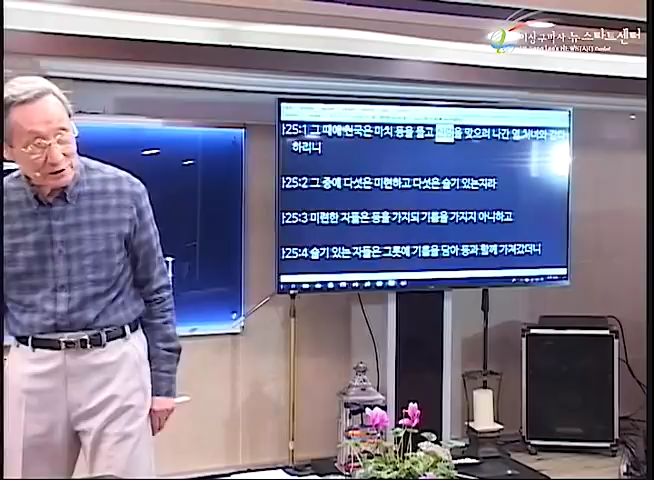 이상구박사 뉴스타트센터
25:1 그 때에 천국은 마치 등을 들고 신랑을 맞으러 나간 열 처녀와 같다
하리니
25:2 그 중에 다섯은 미련하고 다섯은 슬기 있는지라
25:3 미련한 자들은 등을 가지되 기름을 가지지 아니하고
25:4 슬기 있는 자들은 그릇에 기름을 담아 등과 함께 가져갔더니